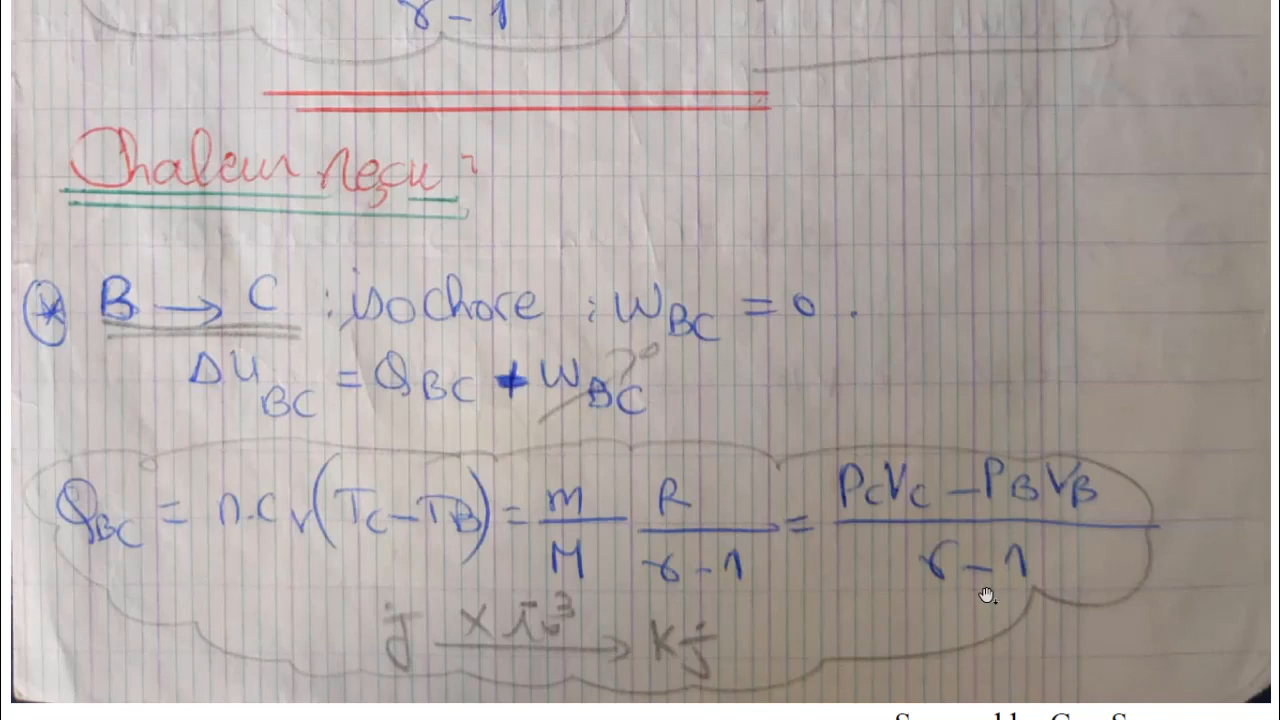 γ - 1
Chaleur reçu :
* B → C : isochore : W_BC = 0 .
ΔU_BC = Q_BC + W_BC → 0
Q_BC = n.c_v (T_C - T_B) = m/M R/(γ - 1) = (P_C V_C - P_B V_B)/(γ - 1)
j × 10^3 → Kj